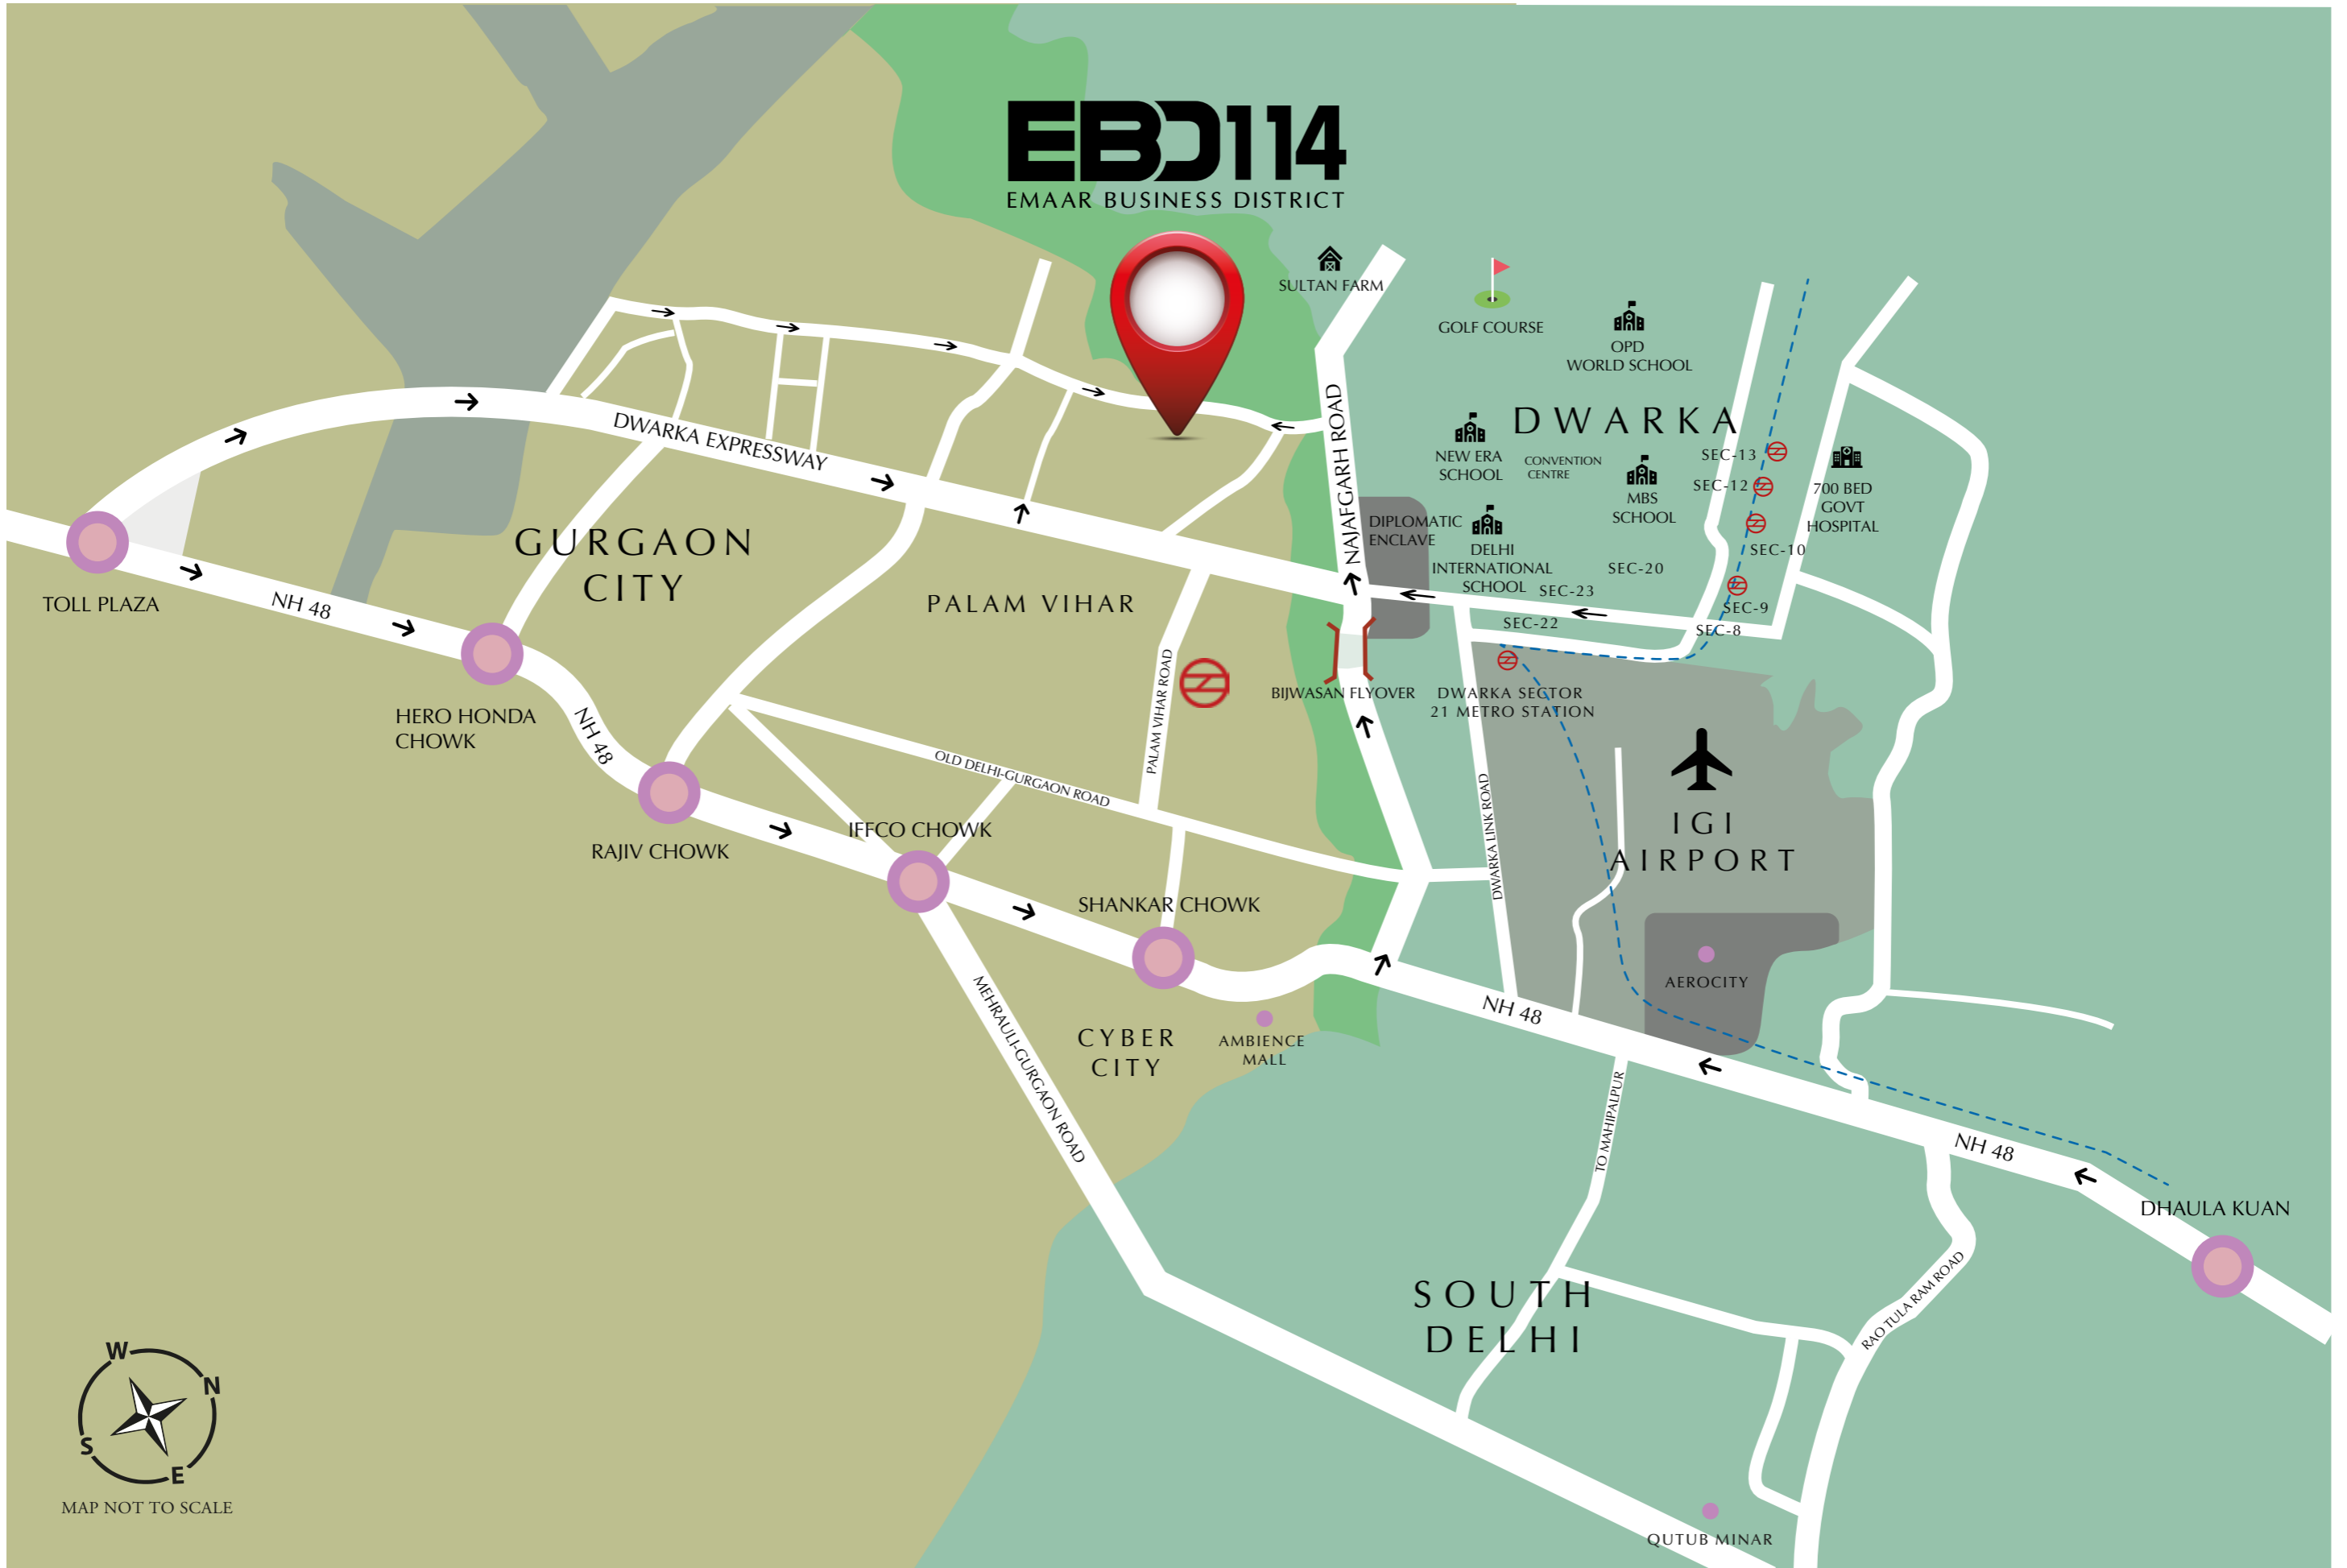 EBD114
EMAAR BUSINESS DISTRICT
SULTAN FARM
GOLF COURSE
OPD
WORLD SCHOOL
DWARKA
NEW ERA
SCHOOL
CONVENTION
CENTRE
MBS
SCHOOL
SEC-13
SEC-12
SEC-10
SEC-9
SEC-8
700 BED
GOVT
HOSPITAL
DIPLOMATIC
ENCLAVE
DELHI
INTERNATIONAL
SCHOOL
SEC-20
SEC-23
SEC-22
NAJAFGARH ROAD
DWARKA EXPRESSWAY
GURGAON
CITY
PALAM VIHAR
TOLL PLAZA
NH 48
HERO HONDA
CHOWK
NH 48
RAJIV CHOWK
OLD DELHI-GURGAON ROAD
PALAM VIHAR ROAD
BIJWASAN FLYOVER
DWARKA SECTOR
21 METRO STATION
DWARKA LINK ROAD
IGI
AIRPORT
IFFCO CHOWK
SHANKAR CHOWK
AEROCITY
NH 48
CYBER
CITY
AMBIENCE
MALL
MEHRAULI-GURGAON ROAD
TO MAHIPALPUR
NH 48
DHAULA KUAN
RAO TULA RAM ROAD
SOUTH
DELHI
QUTUB MINAR
W
N
S
E
MAP NOT TO SCALE